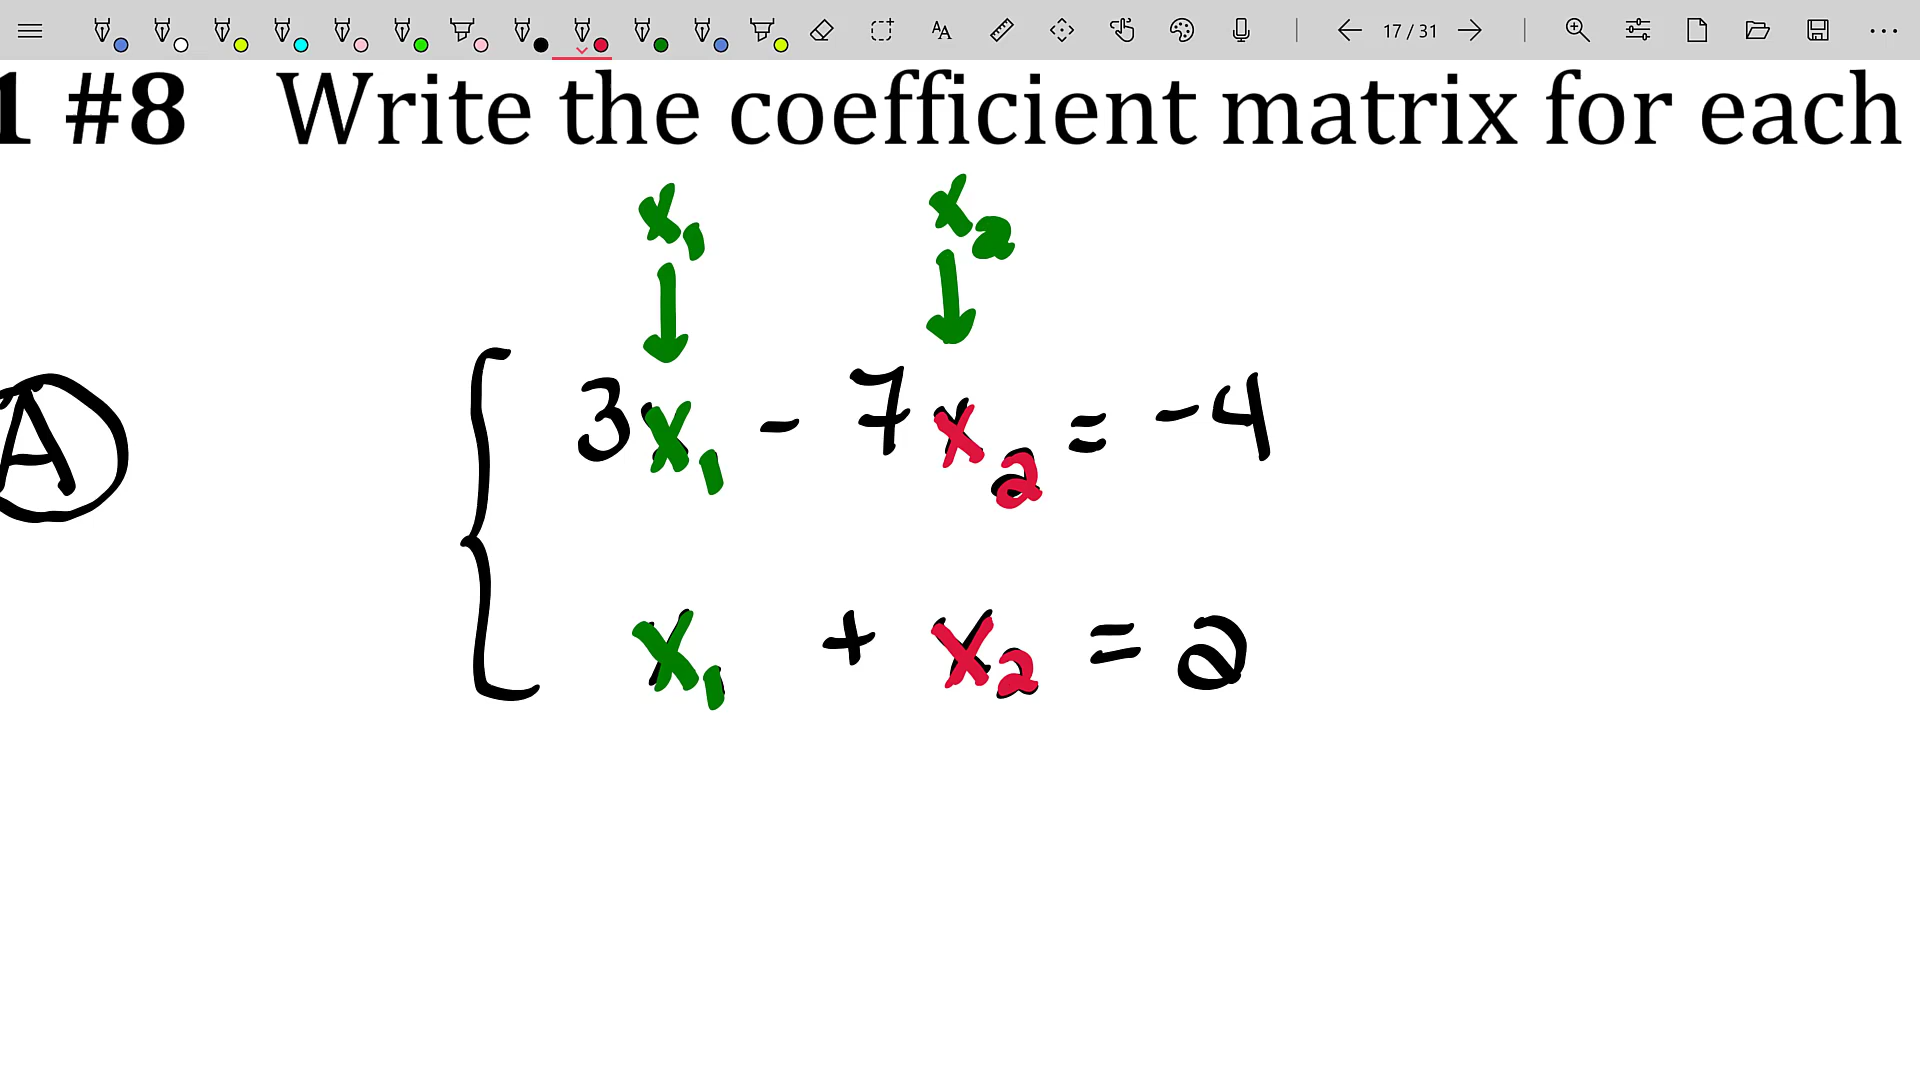 17 / 31
1 #8 Write the coefficient matrix for each
x₁ x₂
A
3x₁ - 7x₂ = -4
x₁ + x₂ = 2